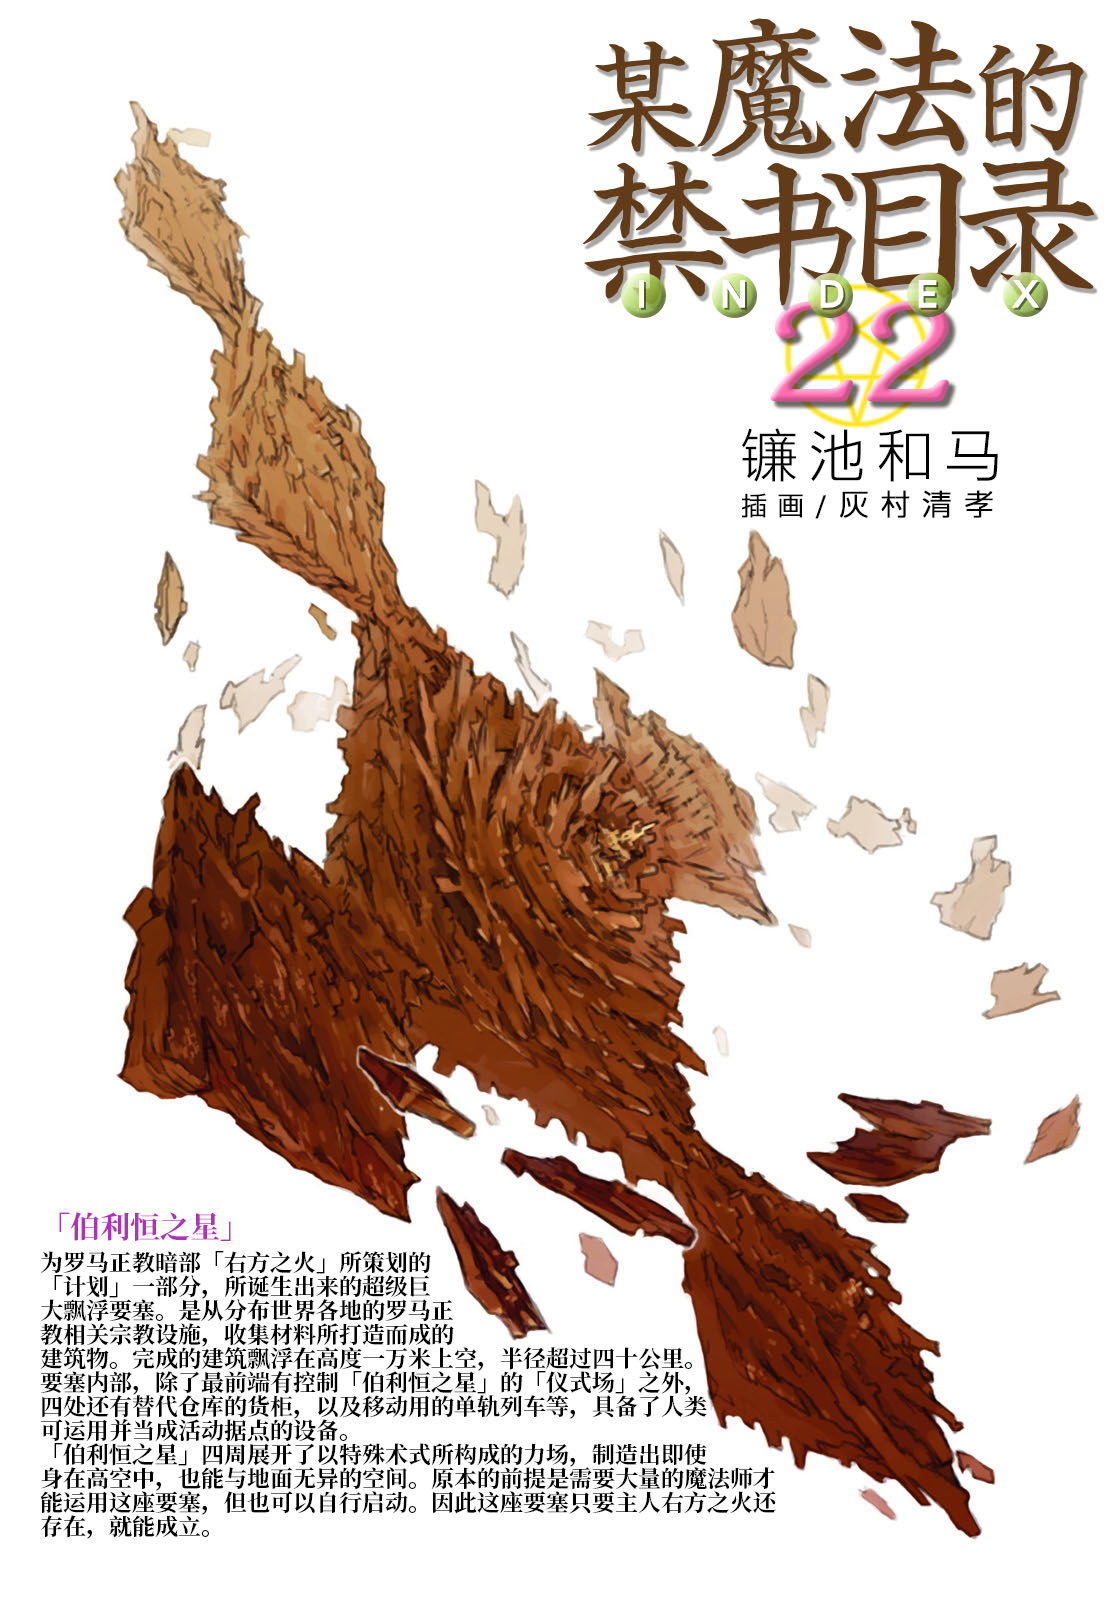 某魔法的
禁书目录
INDEX
22
镰池和马
插画/灰村清孝
「伯利恒之星」
为罗马正教暗部「右方之火」所策划的
「计划」一部分，所诞生出来的超级巨
大飘浮要塞。是从分布世界各地的罗马正
教相关宗教设施，收集材料所打造而成的
建筑物。完成的建筑飘浮在高度一万米上空，半径超过四十公里。
要塞内部，除了最前端有控制「伯利恒之星」的「仪式场」之外，
四处还有替代仓库的货柜，以及移动用的单轨列车等，具备了人类
可运用并当成活动据点的设备。
「伯利恒之星」四周展开了以特殊术式所构成的力场，制造出即使
身在高空中，也能与地面无异的空间。原本的前提是需要大量的魔法师才
能运用这座要塞，但也可以自行启动。因此这座要塞只要主人右方之火还
存在，就能成立。